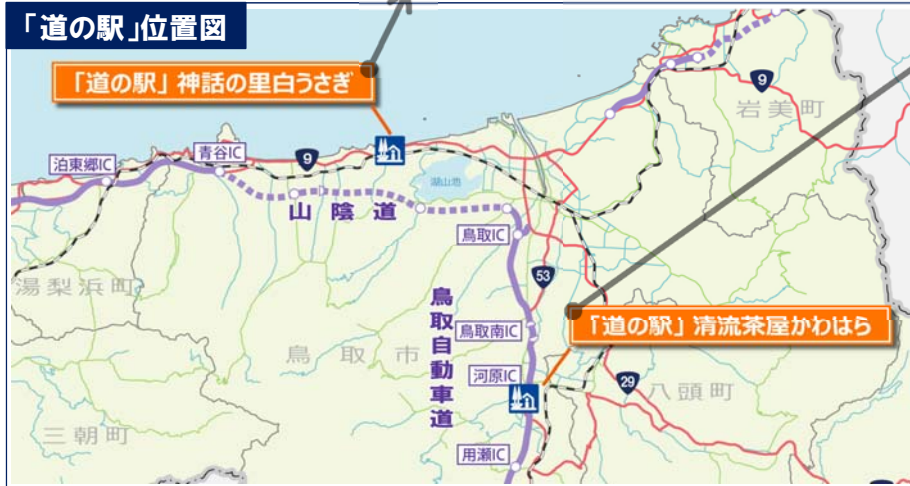 「道の駅」位置図
「道の駅」神話の里白うさぎ
9
岩美町
泊東郷IC
青谷IC
9
湖山池
山陰道
鳥取IC
湯梨浜町
53
鳥取自動車道
鳥取南IC
「道の駅」清流茶屋かわはら
鳥取市
河原IC
29
八頭町
三朝町
用瀬IC